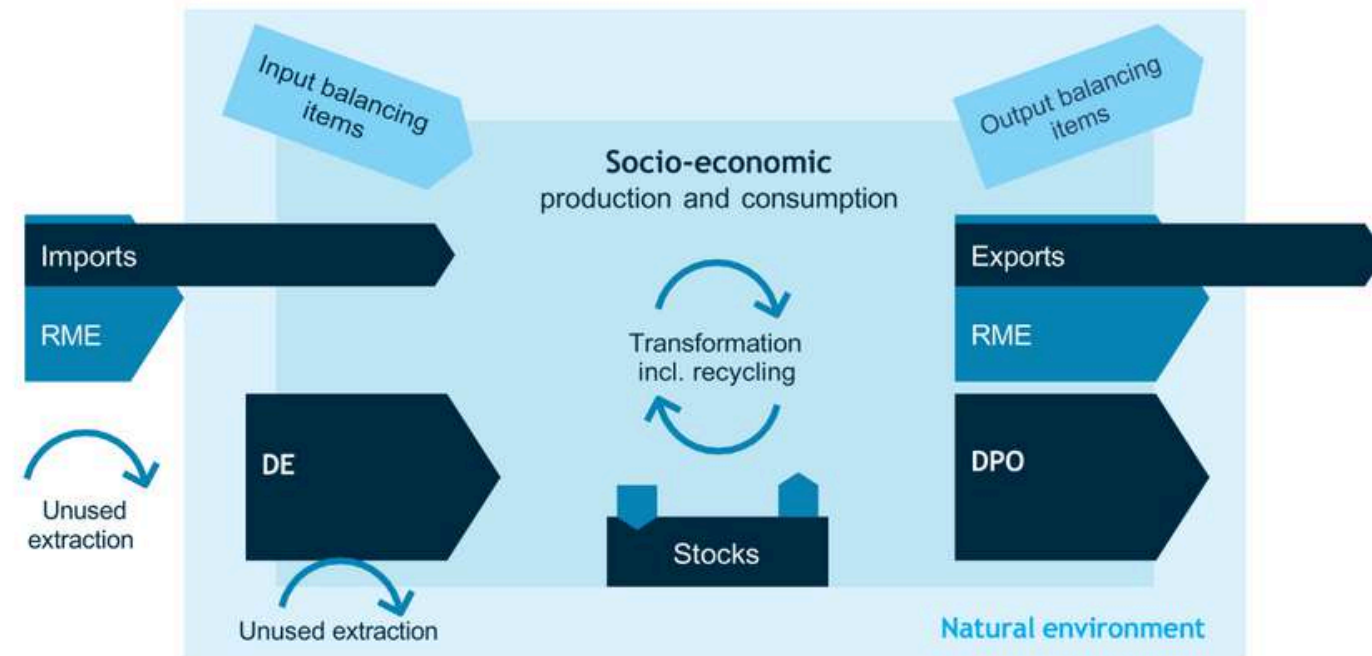 Input balancing
items
Output balancing
items
Socio-economic
production and consumption
Imports
RME
Exports
RME
Transformation
incl. recycling
DE
DPO
Unused
extraction
Stocks
Unused extraction
Natural environment